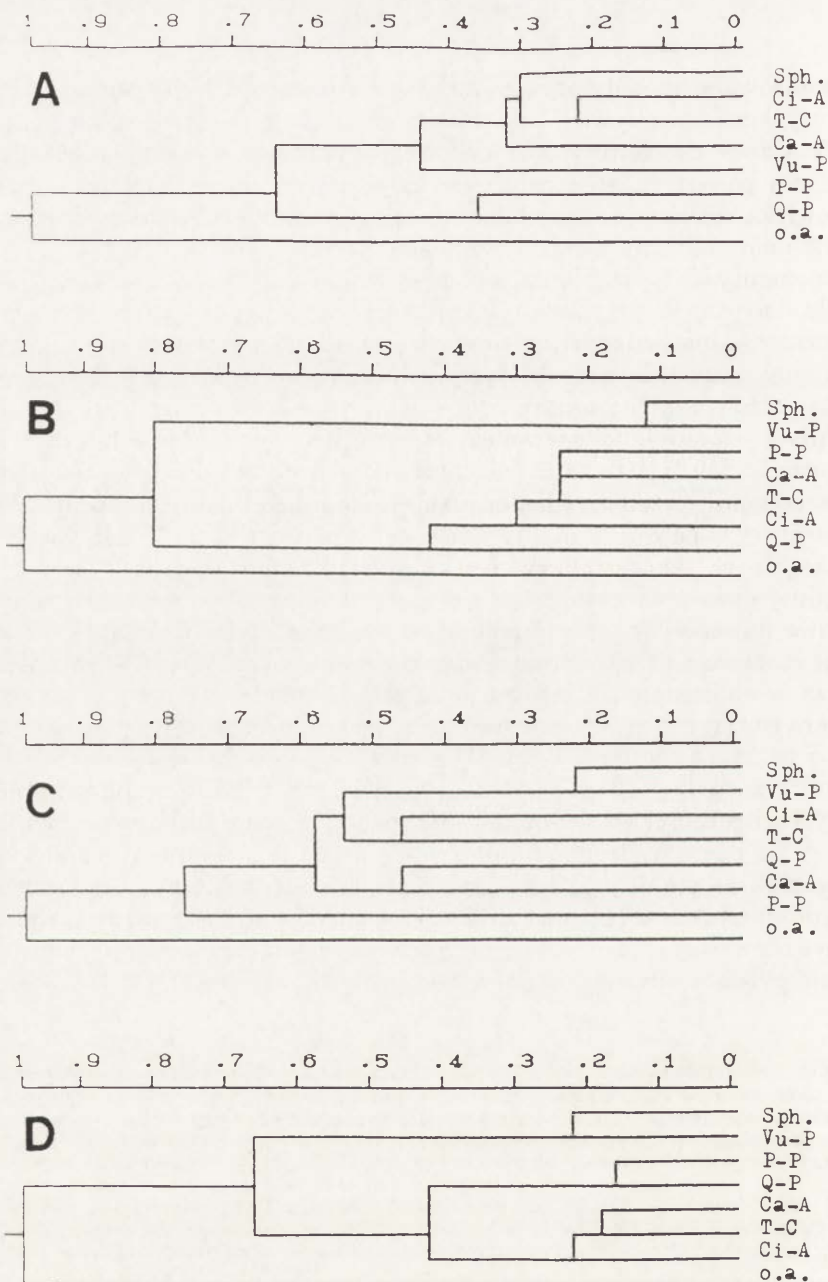 1 .9 .8 .7 .6 .5 .4 .3 .2 .1 0
A
Sph.
Ci-A
T-C
Ca-A
Vu-P
P-P
Q-P
o.a.
1 .9 .8 .7 .6 .5 .4 .3 .2 .1 0
B
Sph.
Vu-P
P-P
Ca-A
T-C
Ci-A
Q-P
o.a.
1 .9 .8 .7 .6 .5 .4 .3 .2 .1 0
C
Sph.
Vu-P
Ci-A
T-C
Q-P
Ca-A
P-P
o.a.
1 .9 .8 .7 .6 .5 .4 .3 .2 .1 0
D
Sph.
Vu-P
P-P
Q-P
Ca-A
T-C
Ci-A
o.a.